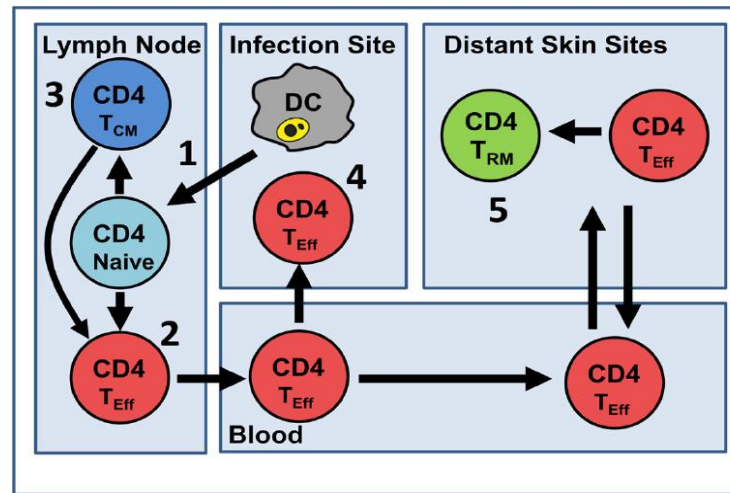 Lymph Node
3
CD4
TCM
1
CD4
Naive
2
CD4
TEff
Infection Site
DC
4
CD4
TEff
Distant Skin Sites
CD4
TRM
CD4
TEff
5
CD4
TEff
CD4
TEff
Blood